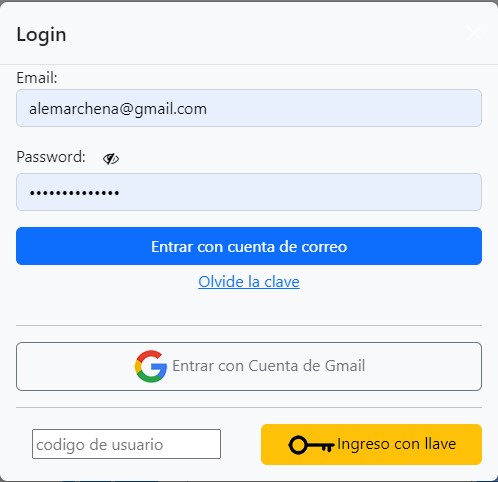 Login
Email:
alemarchena@gmail.com
Password:
••••••••••••••
Entrar con cuenta de correo
Olvide la clave
Entrar con Cuenta de Gmail
codigo de usuario
Ingreso con llave